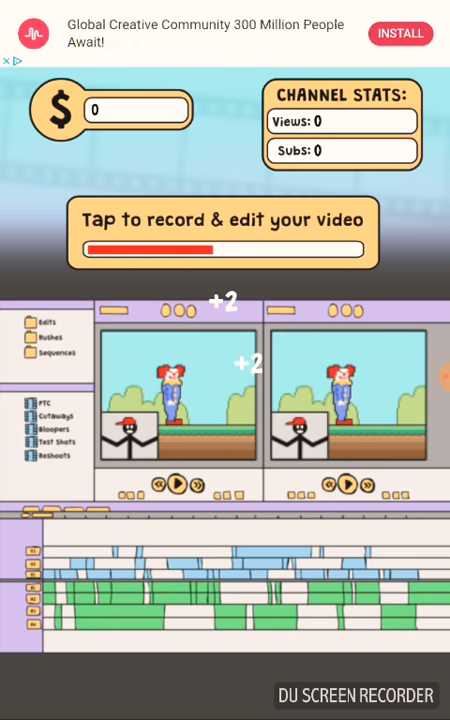 Global Creative Community 300 Million People
Await!
INSTALL
$
0
CHANNEL STATS:
Views: 0
Subs: 0
Tap to record & edit your video
+2
+2
Edits
Rushes
Sequences
PTC
Cutaways
Bloopers
Test Shots
Reshoots
DU SCREEN RECORDER